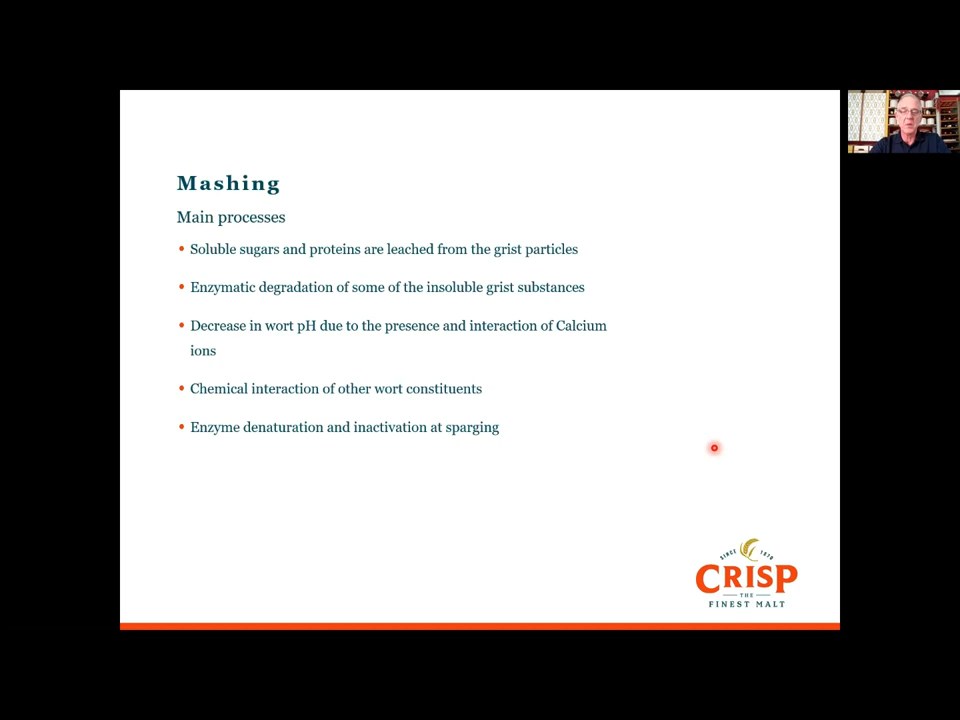 Mashing
Main processes
• Soluble sugars and proteins are leached from the grist particles
• Enzymatic degradation of some of the insoluble grist substances
• Decrease in wort pH due to the presence and interaction of Calcium
ions
• Chemical interaction of other wort constituents
• Enzyme denaturation and inactivation at sparging
SINCE 1870
CRISP
THE
FINEST MALT